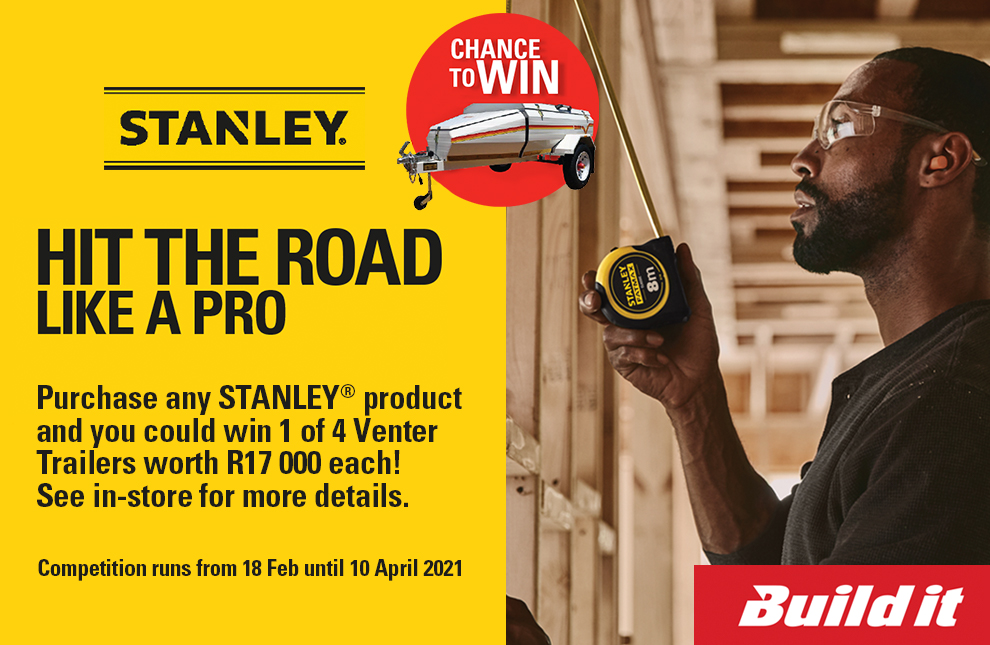 CHANCE
TO WIN
STANLEY®
HIT THE ROAD
LIKE A PRO
Purchase any STANLEY® product
and you could win 1 of 4 Venter
Trailers worth R17 000 each!
See in-store for more details.
Competition runs from 18 Feb until 10 April 2021
STANLEY
FATMAX
8m
Build it